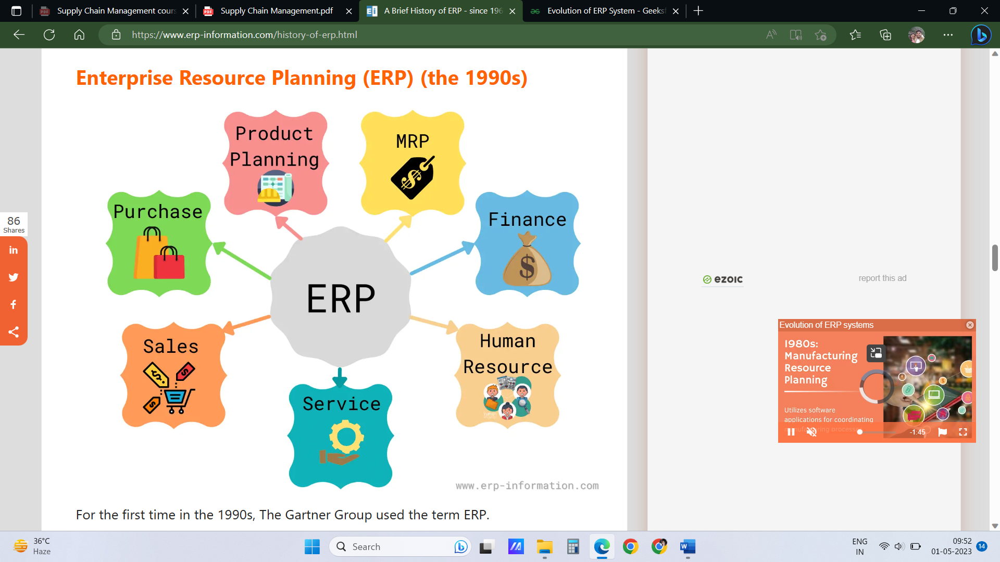 Supply Chain Management cours
Supply Chain Management.pdf
A Brief History of ERP - since 196
Evolution of ERP System - Geeksf
https://www.erp-information.com/history-of-erp.html
Enterprise Resource Planning (ERP) (the 1990s)
Product
Planning
MRP
Purchase
Finance
ERP
Sales
Human
Resource
Service
www.erp-information.com
For the first time in the 1990s, The Gartner Group used the term ERP.
86
Shares
ezoic
report this ad
Evolution of ERP systems
1980s:
Manufacturing
Resource
Planning
Utilizes software
applications for coordinating
manufacturing processes
-1:45
36°C
Haze
Search
ENG
IN
09:52
01-05-2023
14